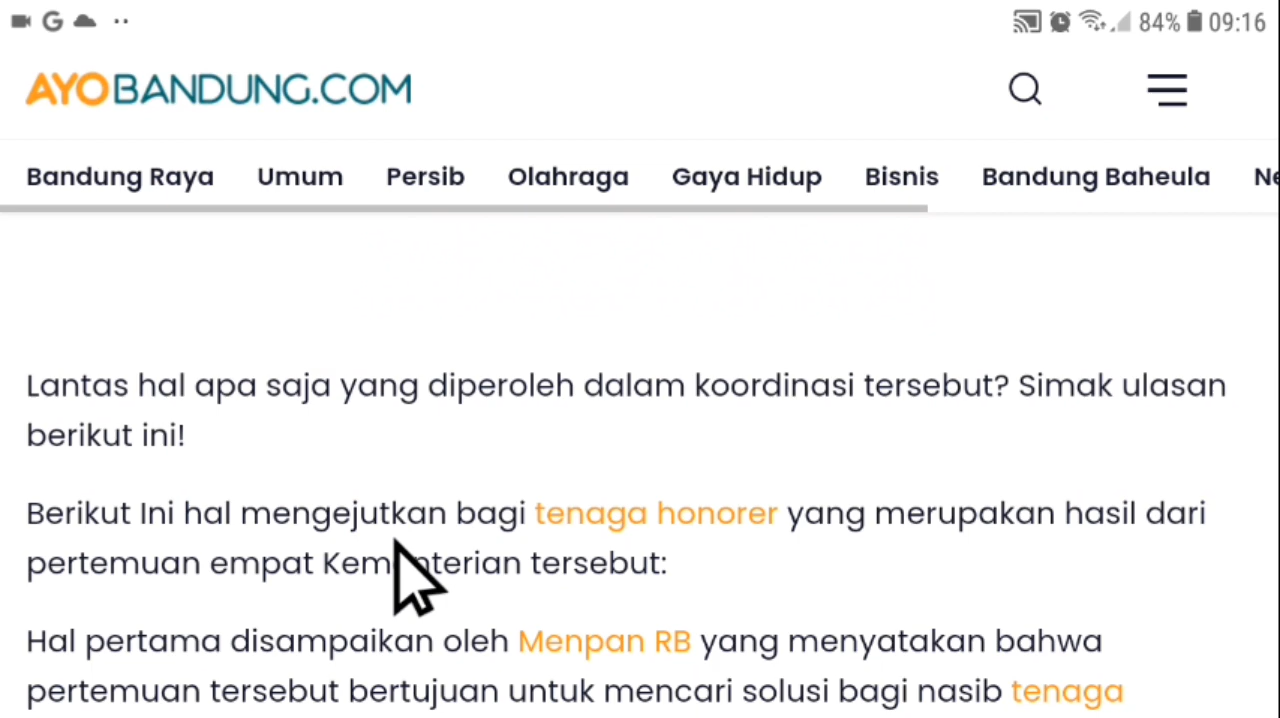 84% 09:16
AYOBANDUNG.COM
Bandung Raya Umum Persib Olahraga Gaya Hidup Bisnis Bandung Baheula
Lantas hal apa saja yang diperoleh dalam koordinasi tersebut? Simak ulasan
berikut ini!
Berikut Ini hal mengejutkan bagi tenaga honorer yang merupakan hasil dari
pertemuan empat Kementerian tersebut:
Hal pertama disampaikan oleh Menpan RB yang menyatakan bahwa
pertemuan tersebut bertujuan untuk mencari solusi bagi nasib tenaga